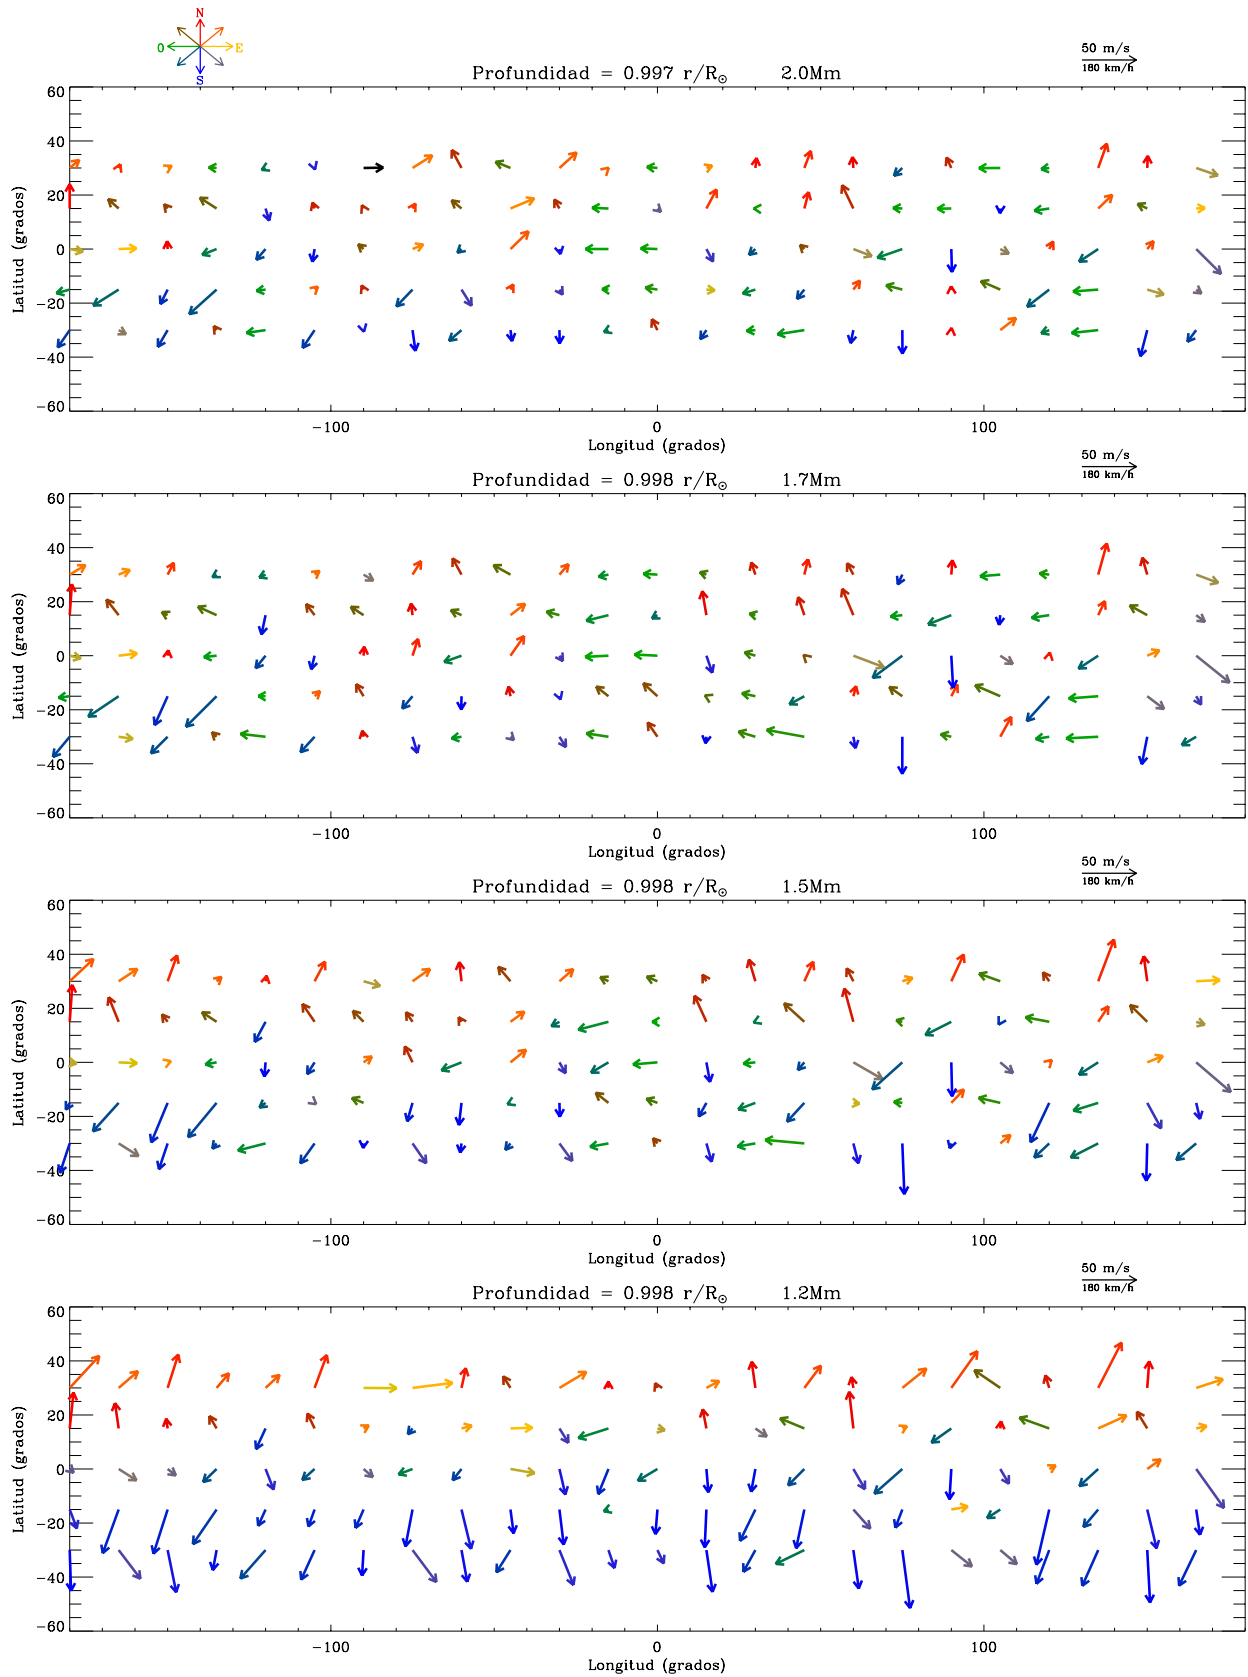 N
O E
S
50 m/s
180 km/h
Profundidad = 0.997 r/R☉ 2.0Mm
60
40
20
0
-20
-40
-60
Latitud (grados)
-100 0 100
Longitud (grados)
50 m/s
180 km/h
Profundidad = 0.998 r/R☉ 1.7Mm
60
40
20
0
-20
-40
-60
Latitud (grados)
-100 0 100
Longitud (grados)
50 m/s
180 km/h
Profundidad = 0.998 r/R☉ 1.5Mm
60
40
20
0
-20
-40
-60
Latitud (grados)
-100 0 100
Longitud (grados)
50 m/s
180 km/h
Profundidad = 0.998 r/R☉ 1.2Mm
60
40
20
0
-20
-40
-60
Latitud (grados)
-100 0 100
Longitud (grados)